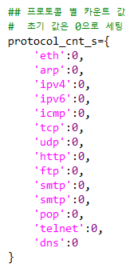 ## 프로토콜 별 카운트 값
# 초기 값은 0으로 세팅
protocol_cnt_s={
    'eth':0,
    'arp':0,
    'ipv4':0,
    'ipv6':0,
    'icmp':0,
    'tcp':0,
    'udp':0,
    'http':0,
    'ftp':0,
    'smtp':0,
    'smtp':0,
    'pop':0,
    'telnet':0,
    'dns':0
}